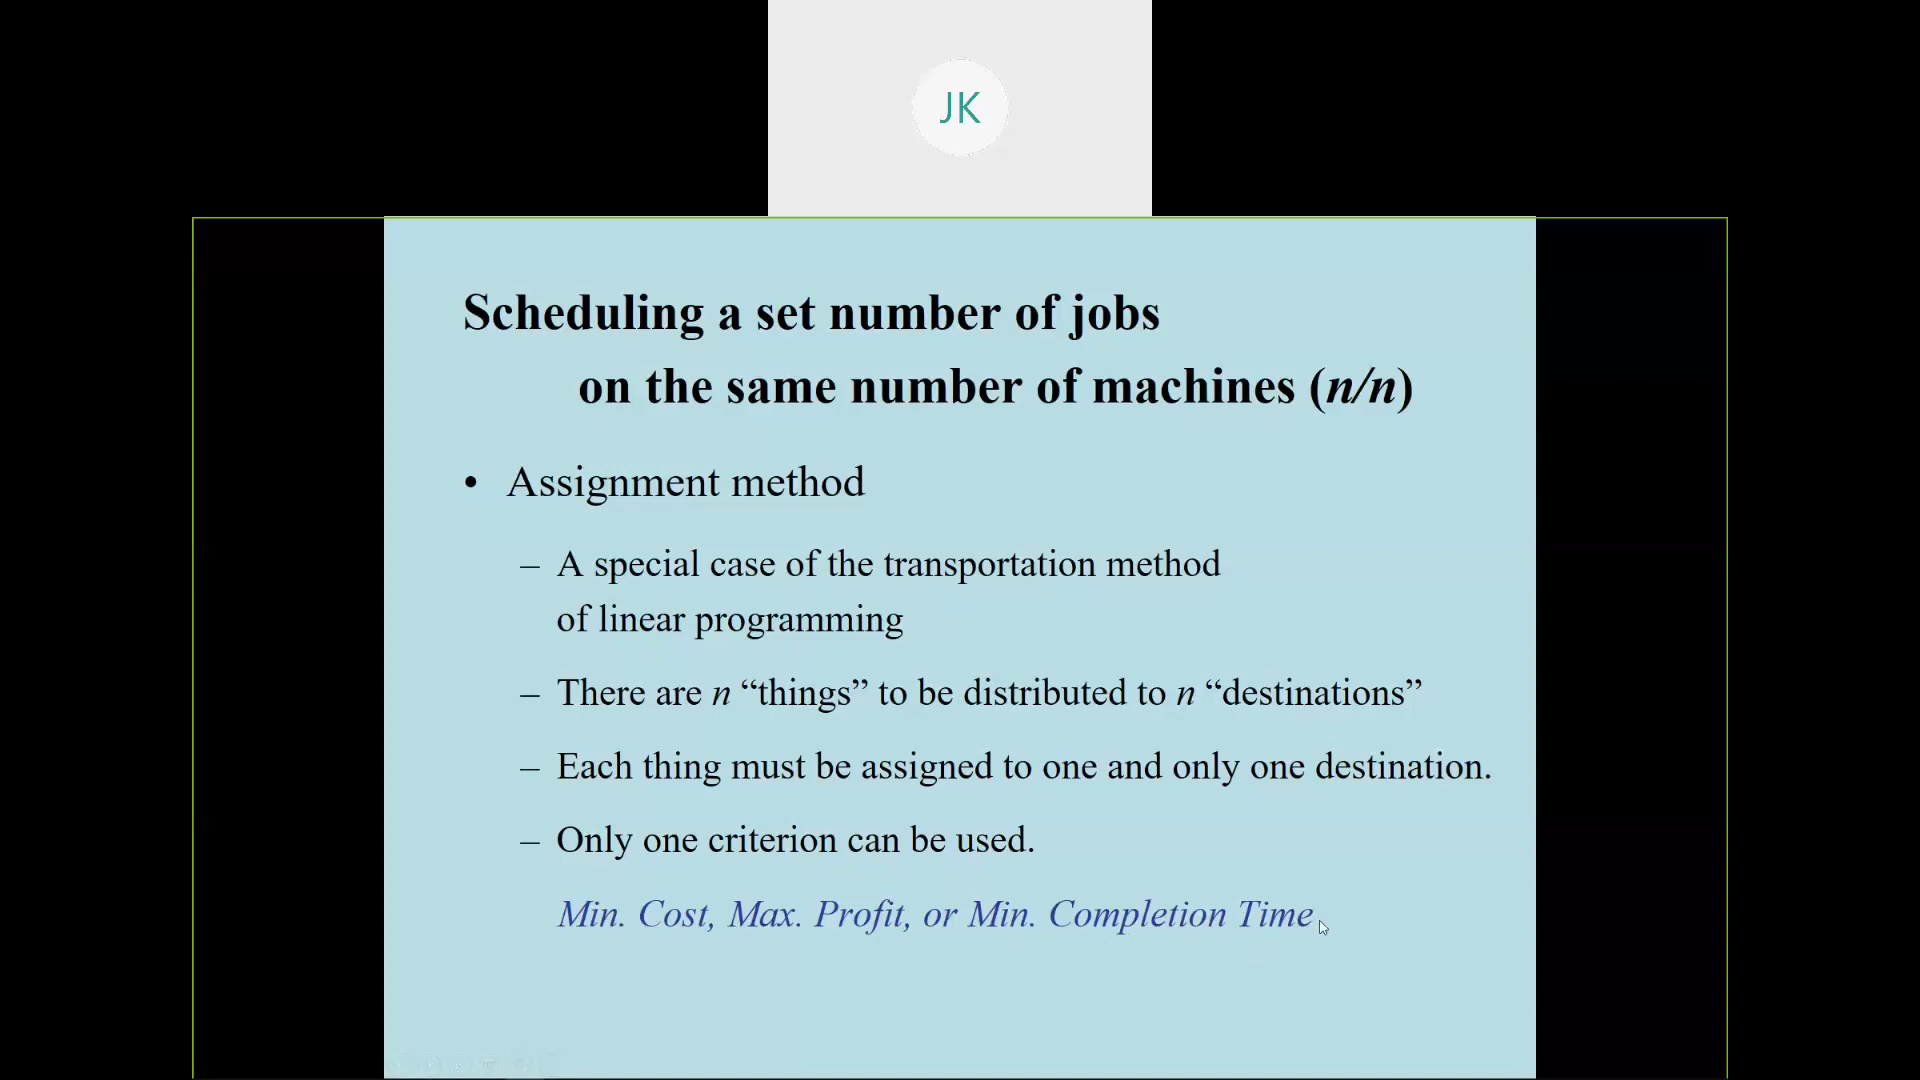 JK
Scheduling a set number of jobs
on the same number of machines (n/n)
• Assignment method
– A special case of the transportation method
of linear programming
– There are n “things” to be distributed to n “destinations”
– Each thing must be assigned to one and only one destination.
– Only one criterion can be used.
Min. Cost, Max. Profit, or Min. Completion Time